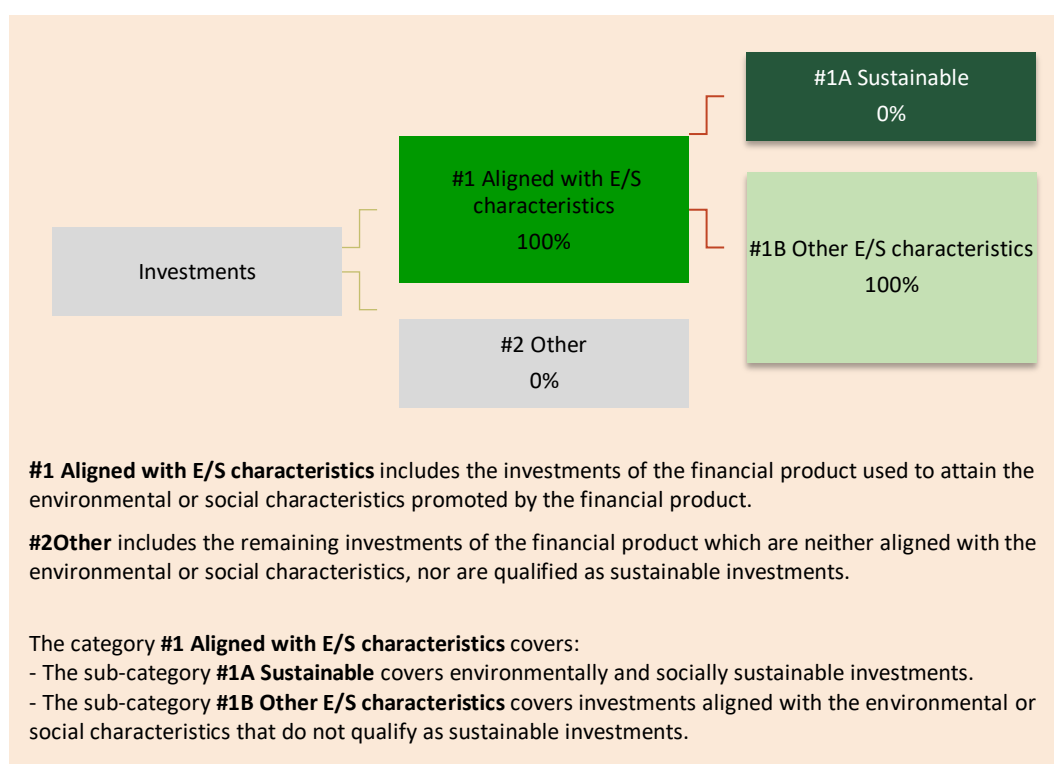 #1A Sustainable
0%
#1 Aligned with E/S
characteristics
100%
Investments
#1B Other E/S characteristics
100%
#2 Other
0%
#1 Aligned with E/S characteristics includes the investments of the financial product used to attain the
environmental or social characteristics promoted by the financial product.
#2Other includes the remaining investments of the financial product which are neither aligned with the
environmental or social characteristics, nor are qualified as sustainable investments.
The category #1 Aligned with E/S characteristics covers:
- The sub-category #1A Sustainable covers environmentally and socially sustainable investments.
- The sub-category #1B Other E/S characteristics covers investments aligned with the environmental or
social characteristics that do not qualify as sustainable investments.